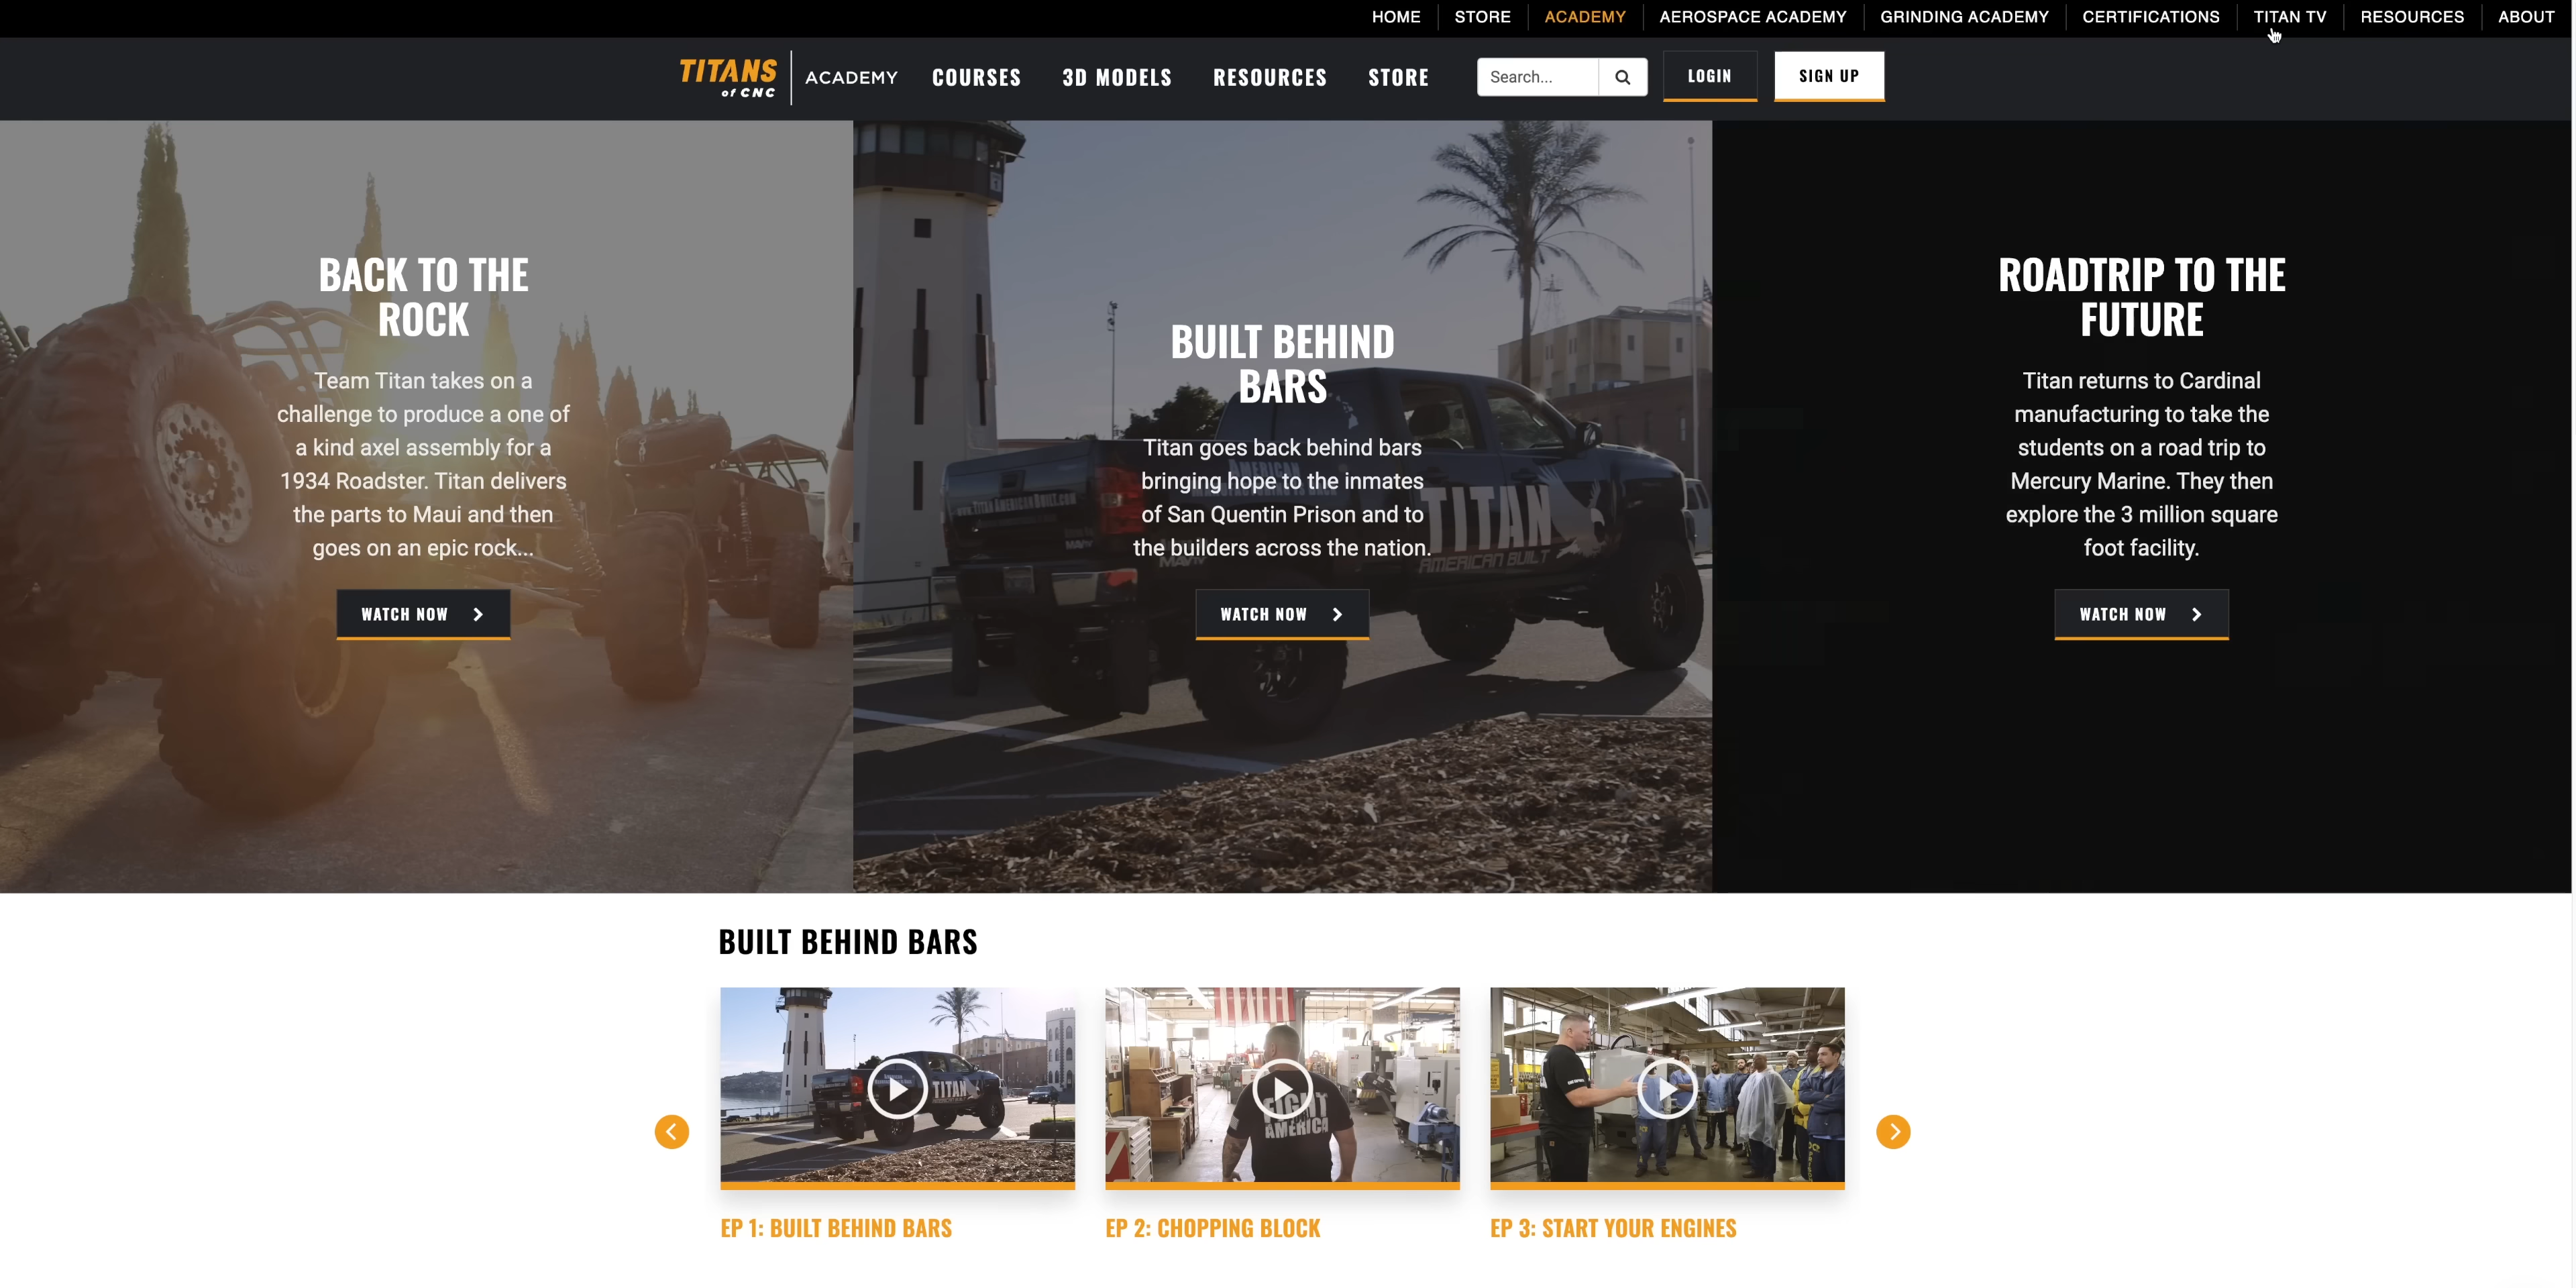 HOME STORE ACADEMY AEROSPACE ACADEMY GRINDING ACADEMY CERTIFICATIONS TITAN TV RESOURCES ABOUT
TITANS
of CNC
ACADEMY COURSES 3D MODELS RESOURCES STORE Search... LOGIN SIGN UP
BACK TO THE
ROCK
Team Titan takes on a
challenge to produce a one of
a kind axel assembly for a
1934 Roadster. Titan delivers
the parts to Maui and then
goes on an epic rock...
WATCH NOW
BUILT BEHIND
BARS
Titan goes back behind bars
bringing hope to the inmates
of San Quentin Prison and to
the builders across the nation.
WATCH NOW
TITAN
AMERICAN BUILT
ROADTRIP TO THE
FUTURE
Titan returns to Cardinal
manufacturing to take the
students on a road trip to
Mercury Marine. They then
explore the 3 million square
foot facility.
WATCH NOW
BUILT BEHIND BARS
TITAN
FIGHT
AMERICA
EP 1: BUILT BEHIND BARS
EP 2: CHOPPING BLOCK
EP 3: START YOUR ENGINES